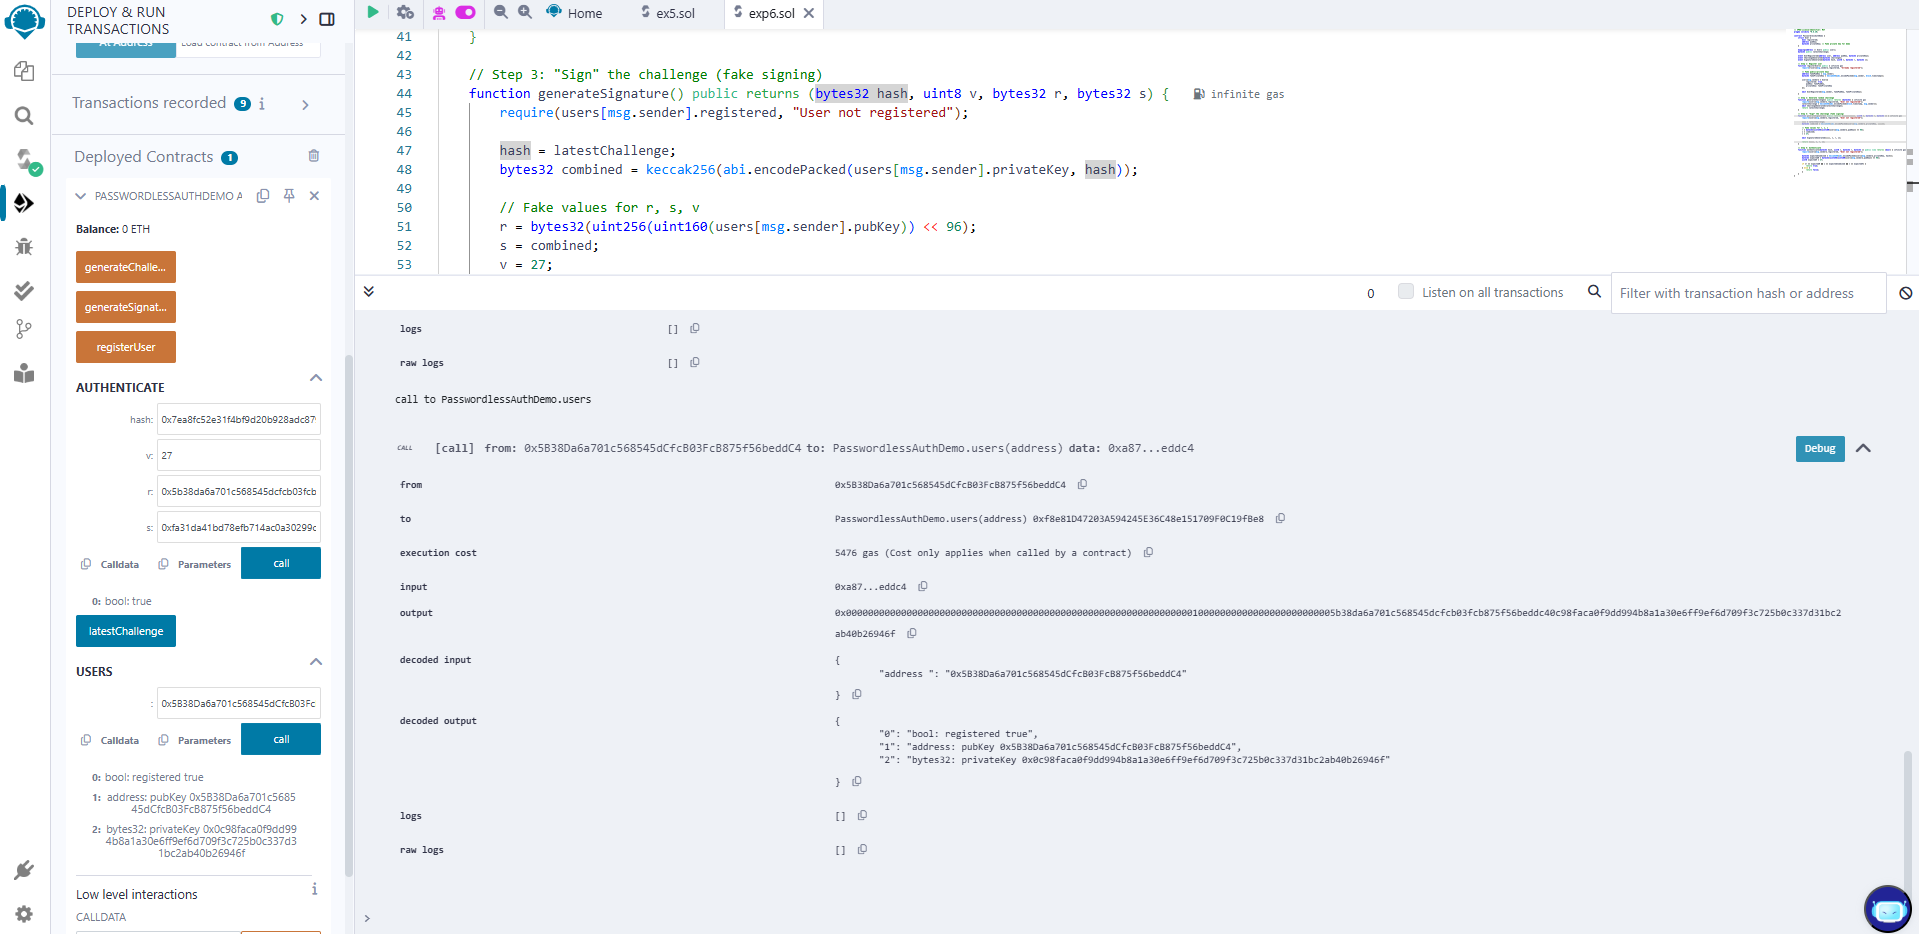 DEPLOY & RUN
TRANSACTIONS
At Address
Load contract from Address
Transactions recorded 9 i
Deployed Contracts 1
PASSWORDLESSAUTHDEMO A
Balance: 0 ETH
generateChalle...
generateSignat...
registerUser
AUTHENTICATE
hash: 0x7ea8fc52e31f4bf9d20b928adc87
v: 27
r: 0x5b38da6a701c568545dcfcb03fcb
s: 0xfa31da41bd78efb714ac0a30299c
Calldata Parameters call
0: bool: true
latestChallenge
USERS
: 0x5B38Da6a701c568545dCfcB03Fc
Calldata Parameters call
0: bool: registered true
1: address: pubKey 0x5B38Da6a701c5685
45dCfcB03FcB875f56beddC4
2: bytes32: privateKey 0x0c98faca0f9dd99
4b8a1a30e6ff9ef6d709f3c725b0c337d3
1bc2ab40b26946f
Low level interactions i
CALLDATA
Home ex5.sol exp6.sol
41 }
42
43 // Step 3: "Sign" the challenge (fake signing)
44 function generateSignature() public returns (bytes32 hash, uint8 v, bytes32 r, bytes32 s) { infinite gas
45 require(users[msg.sender].registered, "User not registered");
46
47 hash = latestChallenge;
48 bytes32 combined = keccak256(abi.encodePacked(users[msg.sender].privateKey, hash));
49
50 // Fake values for r, s, v
51 r = bytes32(uint256(uint160(users[msg.sender].pubKey)) << 96);
52 s = combined;
53 v = 27;
0 Listen on all transactions Filter with transaction hash or address
logs []
raw logs []
call to PasswordlessAuthDemo.users
CALL [call] from: 0x5B38Da6a701c568545dCfcB03FcB875f56beddC4 to: PasswordlessAuthDemo.users(address) data: 0xa87...eddc4 Debug
from 0x5B38Da6a701c568545dCfcB03FcB875f56beddC4
to PasswordlessAuthDemo.users(address) 0xf8e81D47203A594245E36C48e151709F0C19fBe8
execution cost 5476 gas (Cost only applies when called by a contract)
input 0xa87...eddc4
output 0x00000000000000000000000000000000000000000000000000000000000000010000000000000000000000005b38da6a701c568545dcfcb03fcb875f56beddc40c98faca0f9dd994b8a1a30e6ff9ef6d709f3c725b0c337d31bc2
ab40b26946f
decoded input {
"address ": "0x5B38Da6a701c568545dCfcB03FcB875f56beddC4"
}
decoded output {
"0": "bool: registered true",
"1": "address: pubKey 0x5B38Da6a701c568545dCfcB03FcB875f56beddC4",
"2": "bytes32: privateKey 0x0c98faca0f9dd994b8a1a30e6ff9ef6d709f3c725b0c337d31bc2ab40b26946f"
}
logs []
raw logs []
>